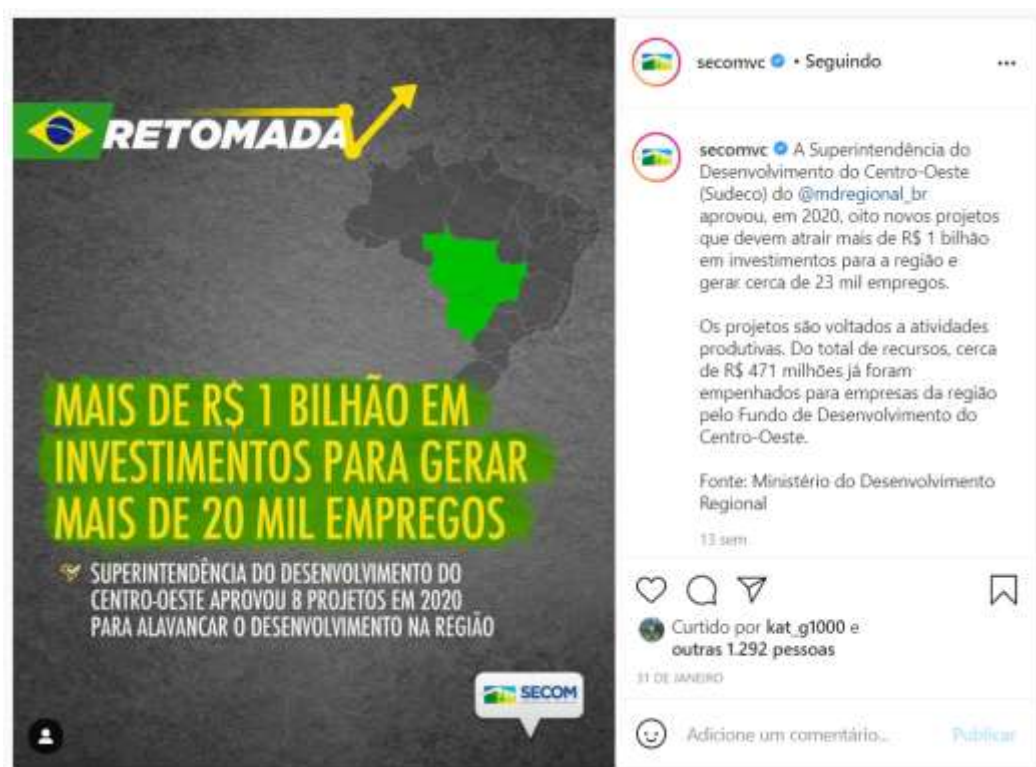 RETOMADA
MAIS DE R$ 1 BILHÃO EM
INVESTIMENTOS PARA GERAR
MAIS DE 20 MIL EMPREGOS
SUPERINTENDÊNCIA DO DESENVOLVIMENTO DO
CENTRO-OESTE APROVOU 8 PROJETOS EM 2020
PARA ALAVANCAR O DESENVOLVIMENTO NA REGIÃO
SECOM
secomvc • Seguindo
secomvc A Superintendência do
Desenvolvimento do Centro-Oeste
(Sudeco) do @mdregional_br
aprovou, em 2020, oito novos projetos
que devem atrair mais de R$ 1 bilhão
em investimentos para a região e
gerar cerca de 23 mil empregos.
Os projetos são voltados a atividades
produtivas. Do total de recursos, cerca
de R$ 471 milhões já foram
empenhados para empresas da região
pelo Fundo de Desenvolvimento do
Centro-Oeste.
Fonte: Ministério do Desenvolvimento
Regional
13 sem
Curtido por kat_g1000 e
outras 1.292 pessoas
31 DE JANEIRO
Adicione um comentário...
Publicar